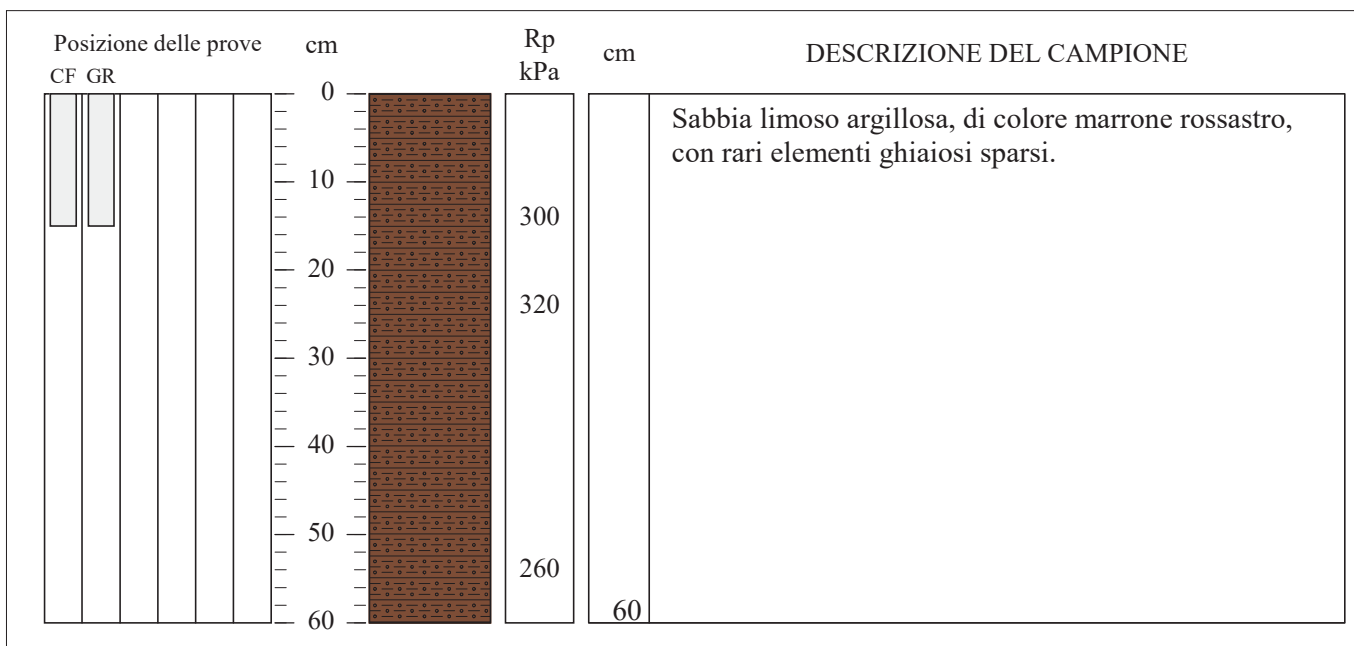 Posizione delle prove
cm
Rp
kPa
cm
DESCRIZIONE DEL CAMPIONE
CF GR
0
10
20
30
40
50
60
300
320
260
60
Sabbia limoso argillosa, di colore marrone rossastro,
con rari elementi ghiaiosi sparsi.